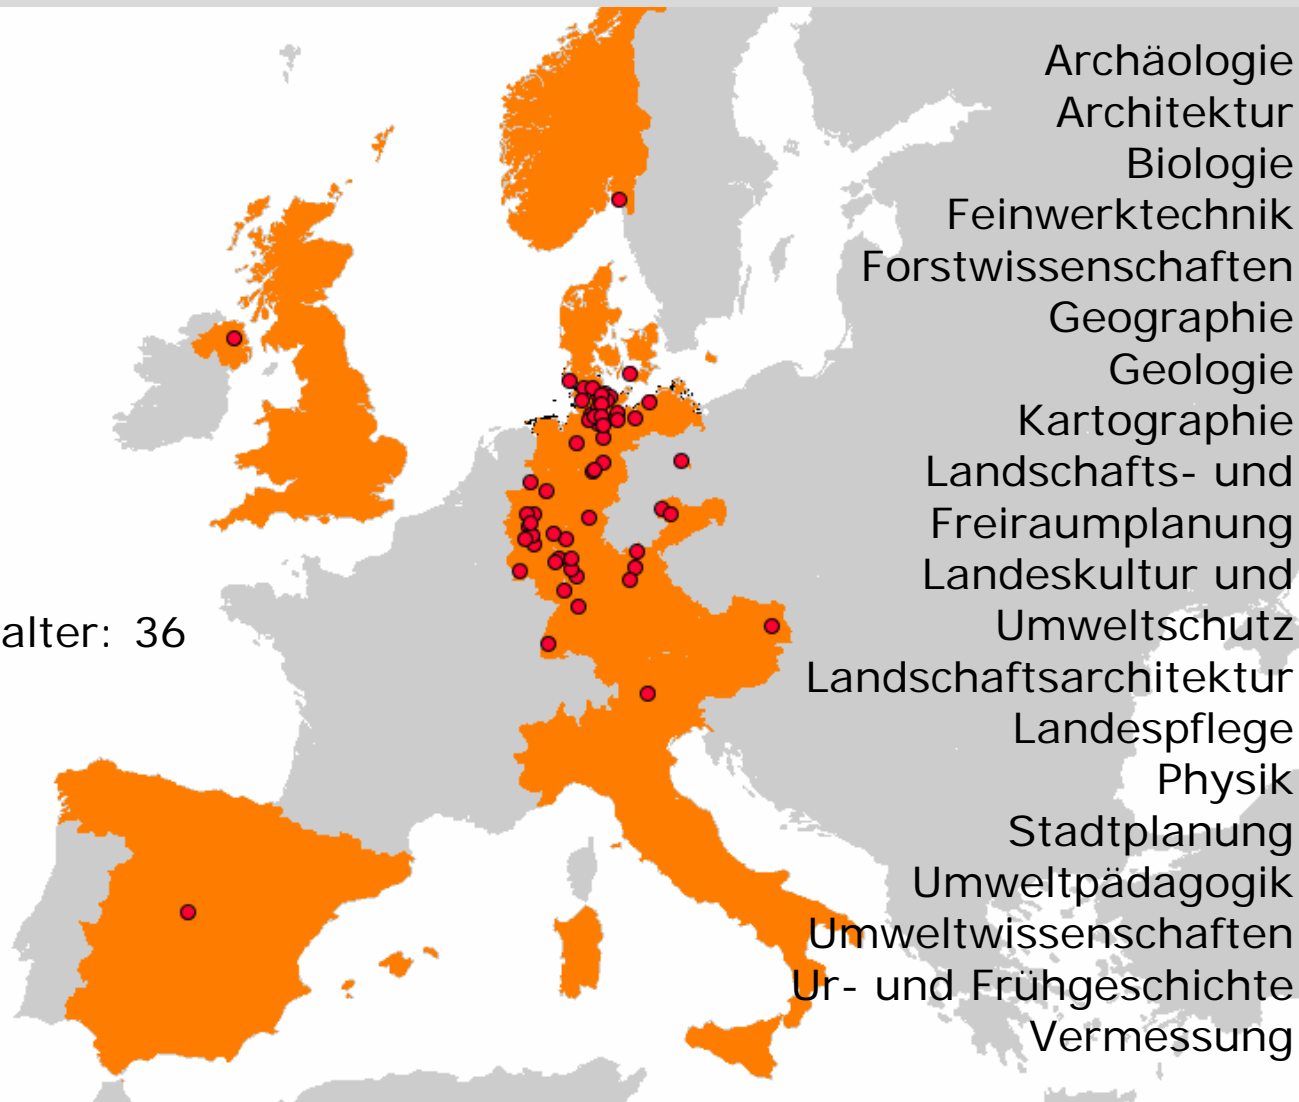 Archäologie
Architektur
Biologie
Feinwerktechnik
Forstwissenschaften
Geographie
Geologie
Kartographie
Landschafts- und
Freiraumplanung
Landeskultur und
alter: 36
Umweltschutz
Landschaftsarchitektur
Landespflege
Physik
Stadtplanung
Umweltpädagogik
Umweltwissenschaften
Ur- und Frühgeschichte
Vermessung